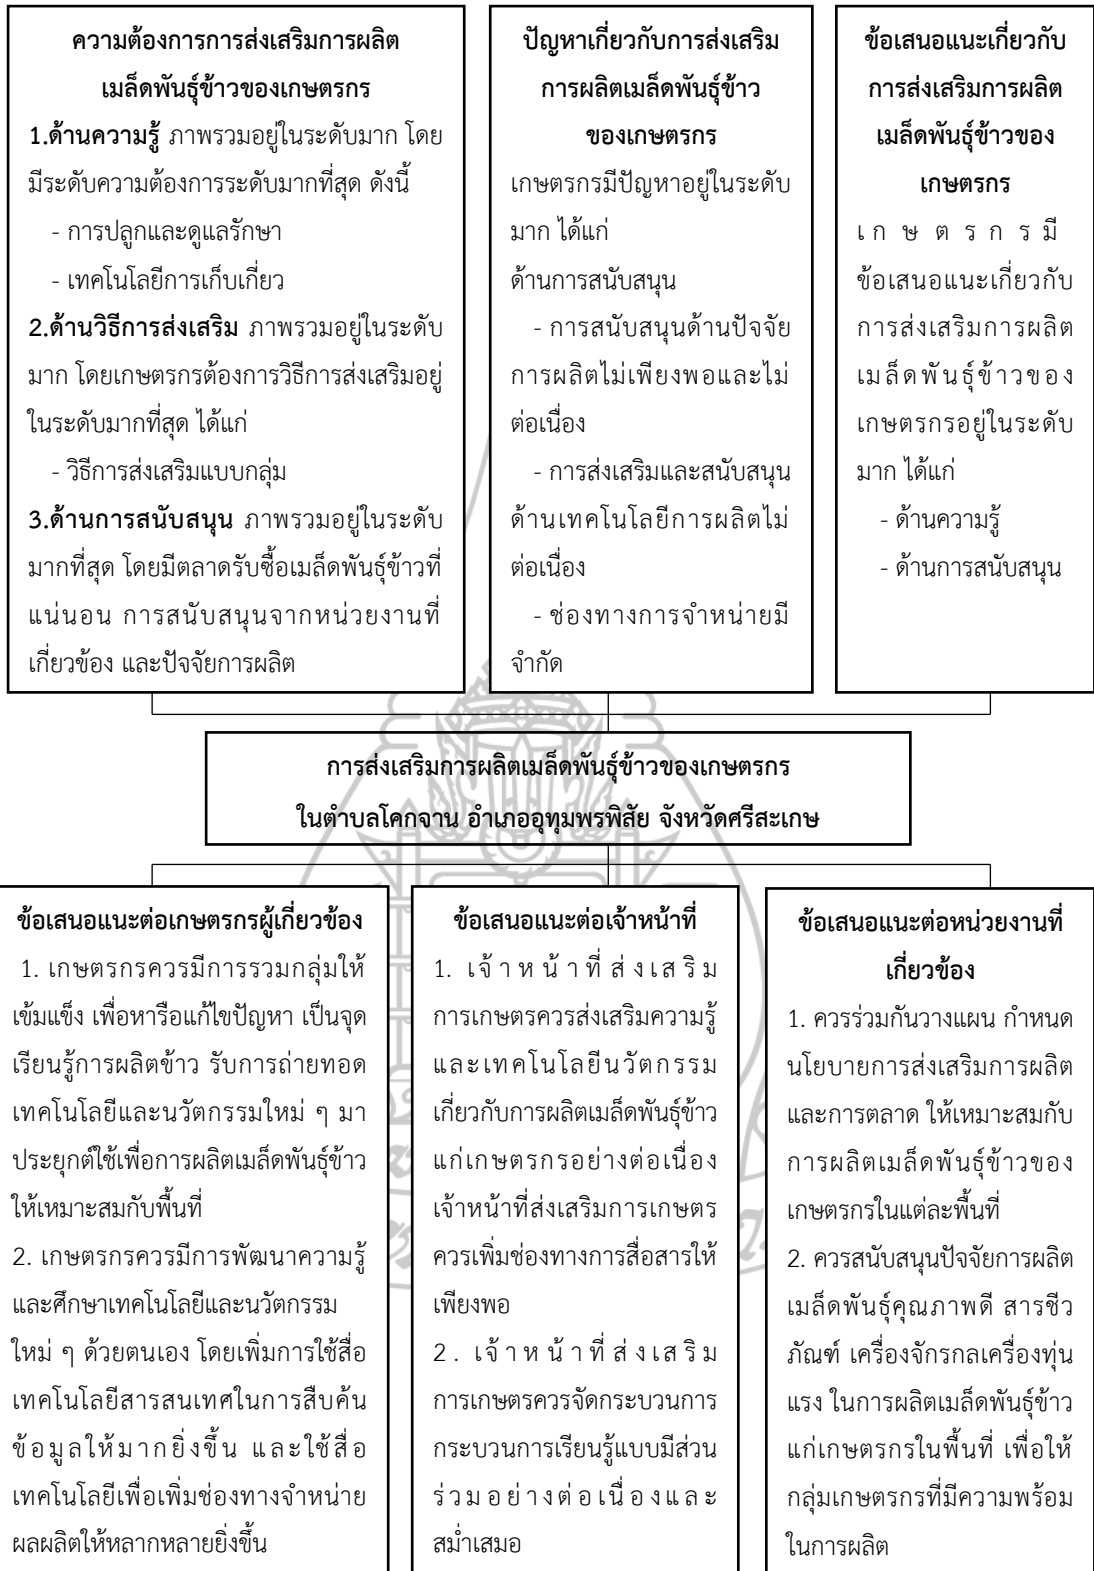 ความต้องการการส่งเสริมการผลิต
เมล็ดพันธุ์ข้าวของเกษตรกร
1.ด้านความรู้ ภาพรวมอยู่ในระดับมาก โดย
มีระดับความต้องการระดับมากที่สุด ดังนี้
- การปลูกและดูแลรักษา
- เทคโนโลยีการเก็บเกี่ยว
2.ด้านวิธีการส่งเสริม ภาพรวมอยู่ในระดับ
มาก โดยเกษตรกรต้องการวิธีการส่งเสริมอยู่
ในระดับมากที่สุด ได้แก่
- วิธีการส่งเสริมแบบกลุ่ม
3.ด้านการสนับสนุน ภาพรวมอยู่ในระดับ
มากที่สุด โดยมีตลาดรับซื้อเมล็ดพันธุ์ข้าวที่
แน่นอน การสนับสนุนจากหน่วยงานที่
เกี่ยวข้อง และปัจจัยการผลิต
ปัญหาเกี่ยวกับการส่งเสริม
การผลิตเมล็ดพันธุ์ข้าว
ของเกษตรกร
เกษตรกรมีปัญหาอยู่ในระดับ
มาก ได้แก่
ด้านการสนับสนุน
- การสนับสนุนด้านปัจจัย
การผลิตไม่เพียงพอและไม่
ต่อเนื่อง
- การส่งเสริมและสนับสนุน
ด้านเทคโนโลยีการผลิตไม่
ต่อเนื่อง
- ช่องทางการจำหน่ายมี
จำกัด
ข้อเสนอแนะเกี่ยวกับ
การส่งเสริมการผลิต
เมล็ดพันธุ์ข้าวของ
เกษตรกร
เกษตรกรมี
ข้อเสนอแนะเกี่ยวกับ
การส่งเสริมการผลิต
เมล็ดพันธุ์ข้าวของ
เกษตรกรอยู่ในระดับ
มาก ได้แก่
- ด้านความรู้
- ด้านการสนับสนุน
การส่งเสริมการผลิตเมล็ดพันธุ์ข้าวของเกษตรกร
ในตำบลโคกจาน อำเภออุทุมพรพิสัย จังหวัดศรีสะเกษ
ข้อเสนอแนะต่อเกษตรกรผู้เกี่ยวข้อง
1. เกษตรกรควรมีการรวมกลุ่มให้
เข้มแข็ง เพื่อหารือแก้ไขปัญหา เป็นจุด
เรียนรู้การผลิตข้าว รับการถ่ายทอด
เทคโนโลยีและนวัตกรรมใหม่ ๆ มา
ประยุกต์ใช้เพื่อการผลิตเมล็ดพันธุ์ข้าว
ให้เหมาะสมกับพื้นที่
2. เกษตรกรควรมีการพัฒนาความรู้
และศึกษาเทคโนโลยีและนวัตกรรม
ใหม่ ๆ ด้วยตนเอง โดยเพิ่มการใช้สื่อ
เทคโนโลยีสารสนเทศในการสืบค้น
ข้อมูลให้มากยิ่งขึ้น และใช้สื่อ
เทคโนโลยีเพื่อเพิ่มช่องทางจำหน่าย
ผลผลิตให้หลากหลายยิ่งขึ้น
ข้อเสนอแนะต่อเจ้าหน้าที่
1. เจ้าหน้าที่ส่งเสริม
การเกษตรควรส่งเสริมความรู้
และเทคโนโลยีนวัตกรรม
เกี่ยวกับการผลิตเมล็ดพันธุ์ข้าว
แก่เกษตรกรอย่างต่อเนื่อง
เจ้าหน้าที่ส่งเสริมการเกษตร
ควรเพิ่มช่องทางการสื่อสารให้
เพียงพอ
2. เจ้าหน้าที่ส่งเสริม
การเกษตรควรจัดกระบวนการ
กระบวนการเรียนรู้แบบมีส่วน
ร่วมอย่างต่อเนื่องและ
สม่ำเสมอ
ข้อเสนอแนะต่อหน่วยงานที่
เกี่ยวข้อง
1. ควรร่วมกันวางแผน กำหนด
นโยบายการส่งเสริมการผลิต
และการตลาด ให้เหมาะสมกับ
การผลิตเมล็ดพันธุ์ข้าวของ
เกษตรกรในแต่ละพื้นที่
2. ควรสนับสนุนปัจจัยการผลิต
เมล็ดพันธุ์คุณภาพดี สารชีว
ภัณฑ์ เครื่องจักรกลเครื่องทุ่น
แรง ในการผลิตเมล็ดพันธุ์ข้าว
แก่เกษตรกรในพื้นที่ เพื่อให้
กลุ่มเกษตรกรที่มีความพร้อม
ในการผลิต